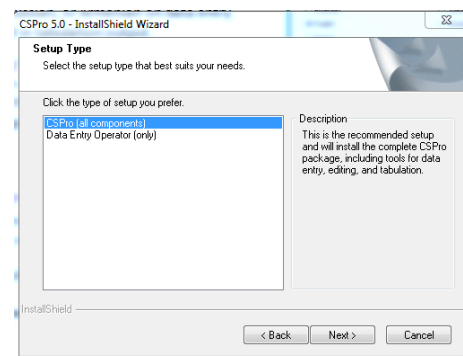 CSPro 5.0 - InstallShield Wizard
Setup Type
Select the setup type that best suits your needs.
Click the type of setup you prefer.
CSPro (all components)
Data Entry Operator (only)
Description
This is the recommended setup
and will install the complete CSPro
package, including tools for data
entry, editing, and tabulation.
InstallShield
< Back
Next >
Cancel